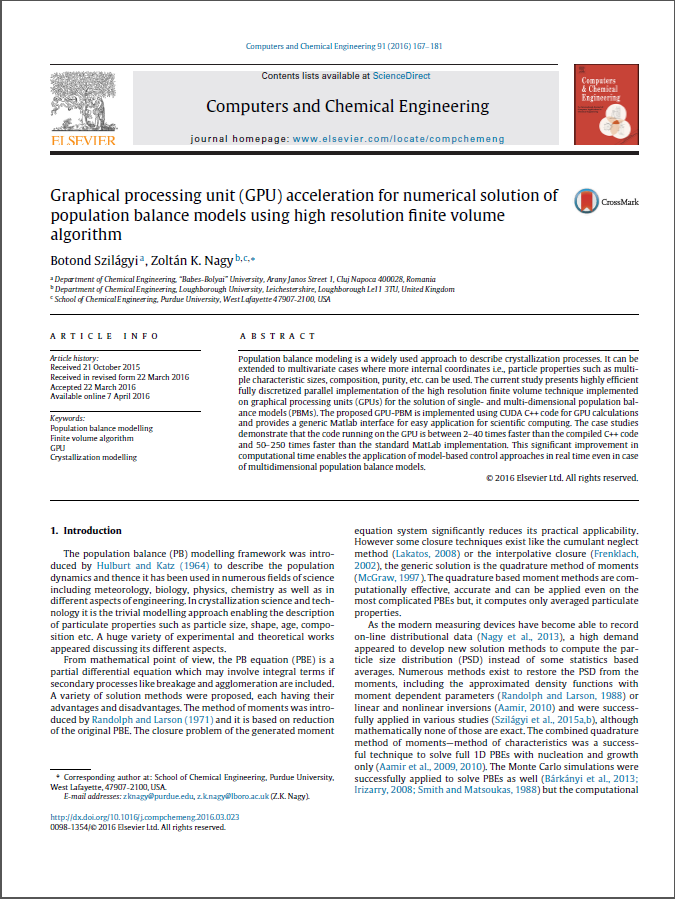 Computers and Chemical Engineering 91 (2016) 167–181
Contents lists available at ScienceDirect
Computers and Chemical Engineering
journal homepage: www.elsevier.com/locate/compchemeng
ELSEVIER
Computers
& Chemical
Engineering
Graphical processing unit (GPU) acceleration for numerical solution of
population balance models using high resolution finite volume
algorithm
CrossMark
Botond Szilágyi a, Zoltán K. Nagy b,c,*
a Department of Chemical Engineering, "Babes-Bolyai" University, Arany Janos Street 1, Cluj Napoca 400028, Romania
b Department of Chemical Engineering, Loughborough University, Leicestershire, Loughborough Le11 3TU, United Kingdom
c School of Chemical Engineering, Purdue University, West Lafayette 47907-2100, USA
ARTICLE INFO
Article history:
Received 21 October 2015
Received in revised form 22 March 2016
Accepted 22 March 2016
Available online 7 April 2016
Keywords:
Population balance modelling
Finite volume algorithm
GPU
Crystallization modelling
ABSTRACT
Population balance modeling is a widely used approach to describe crystallization processes. It can be
extended to multivariate cases where more internal coordinates i.e., particle properties such as multi-
ple characteristic sizes, composition, purity, etc. can be used. The current study presents highly efficient
fully discretized parallel implementation of the high resolution finite volume technique implemented
on graphical processing units (GPUs) for the solution of single- and multi-dimensional population bal-
ance models (PBMs). The proposed GPU-PBM is implemented using CUDA C++ code for GPU calculations
and provides a generic Matlab interface for easy application for scientific computing. The case studies
demonstrate that the code running on the GPU is between 2–40 times faster than the compiled C++ code
and 50–250 times faster than the standard MatLab implementation. This significant improvement in
computational time enables the application of model-based control approaches in real time even in case
of multidimensional population balance models.
© 2016 Elsevier Ltd. All rights reserved.
1. Introduction
The population balance (PB) modelling framework was intro-
duced by Hulburt and Katz (1964) to describe the population
dynamics and thence it has been used in numerous fields of science
including meteorology, biology, physics, chemistry as well as in
different aspects of engineering. In crystallization science and tech-
nology it is the trivial modelling approach enabling the description
of particulate properties such as particle size, shape, age, compo-
sition etc. A huge variety of experimental and theoretical works
appeared discussing its different aspects.
From mathematical point of view, the PB equation (PBE) is a
partial differential equation which may involve integral terms if
secondary processes like breakage and agglomeration are included.
A variety of solution methods were proposed, each having their
advantages and disadvantages. The method of moments was intro-
duced by Randolph and Larson (1971) and it is based on reduction
of the original PBE. The closure problem of the generated moment
* Corresponding author at: School of Chemical Engineering, Purdue University,
West Lafayette, 47907-2100, USA.
E-mail addresses: zknagy@purdue.edu, z.k.nagy@lboro.ac.uk (Z.K. Nagy).
equation system significantly reduces its practical applicability.
However some closure techniques exist like the cumulant neglect
method (Lakatos, 2008) or the interpolative closure (Frenklach,
2002), the generic solution is the quadrature method of moments
(McGraw, 1997). The quadrature based moment methods are com-
putationally effective, accurate and can be applied even on the
most complicated PBEs but, it computes only averaged particulate
properties.
As the modern measuring devices have become able to record
on-line distributional data (Nagy et al., 2013), a high demand
appeared to develop new solution methods to compute the par-
ticle size distribution (PSD) instead of some statistics based
averages. Numerous methods exist to restore the PSD from the
moments, including the approximated density functions with
moment dependent parameters (Randolph and Larson, 1988) or
linear and nonlinear inversions (Aamir, 2010) and were success-
fully applied in various studies (Szilágyi et al., 2015a,b), although
mathematically none of those are exact. The combined quadrature
method of moments—method of characteristics was a success-
ful technique to solve full 1D PBEs with nucleation and growth
only (Aamir et al., 2009, 2010). The Monte Carlo simulations were
successfully applied to solve PBEs as well (Bárkányi et al., 2013;
Irizarry, 2008; Smith and Matsoukas, 1988) but the computational
http://dx.doi.org/10.1016/j.compchemeng.2016.03.023
0098-1354/© 2016 Elsevier Ltd. All rights reserved.